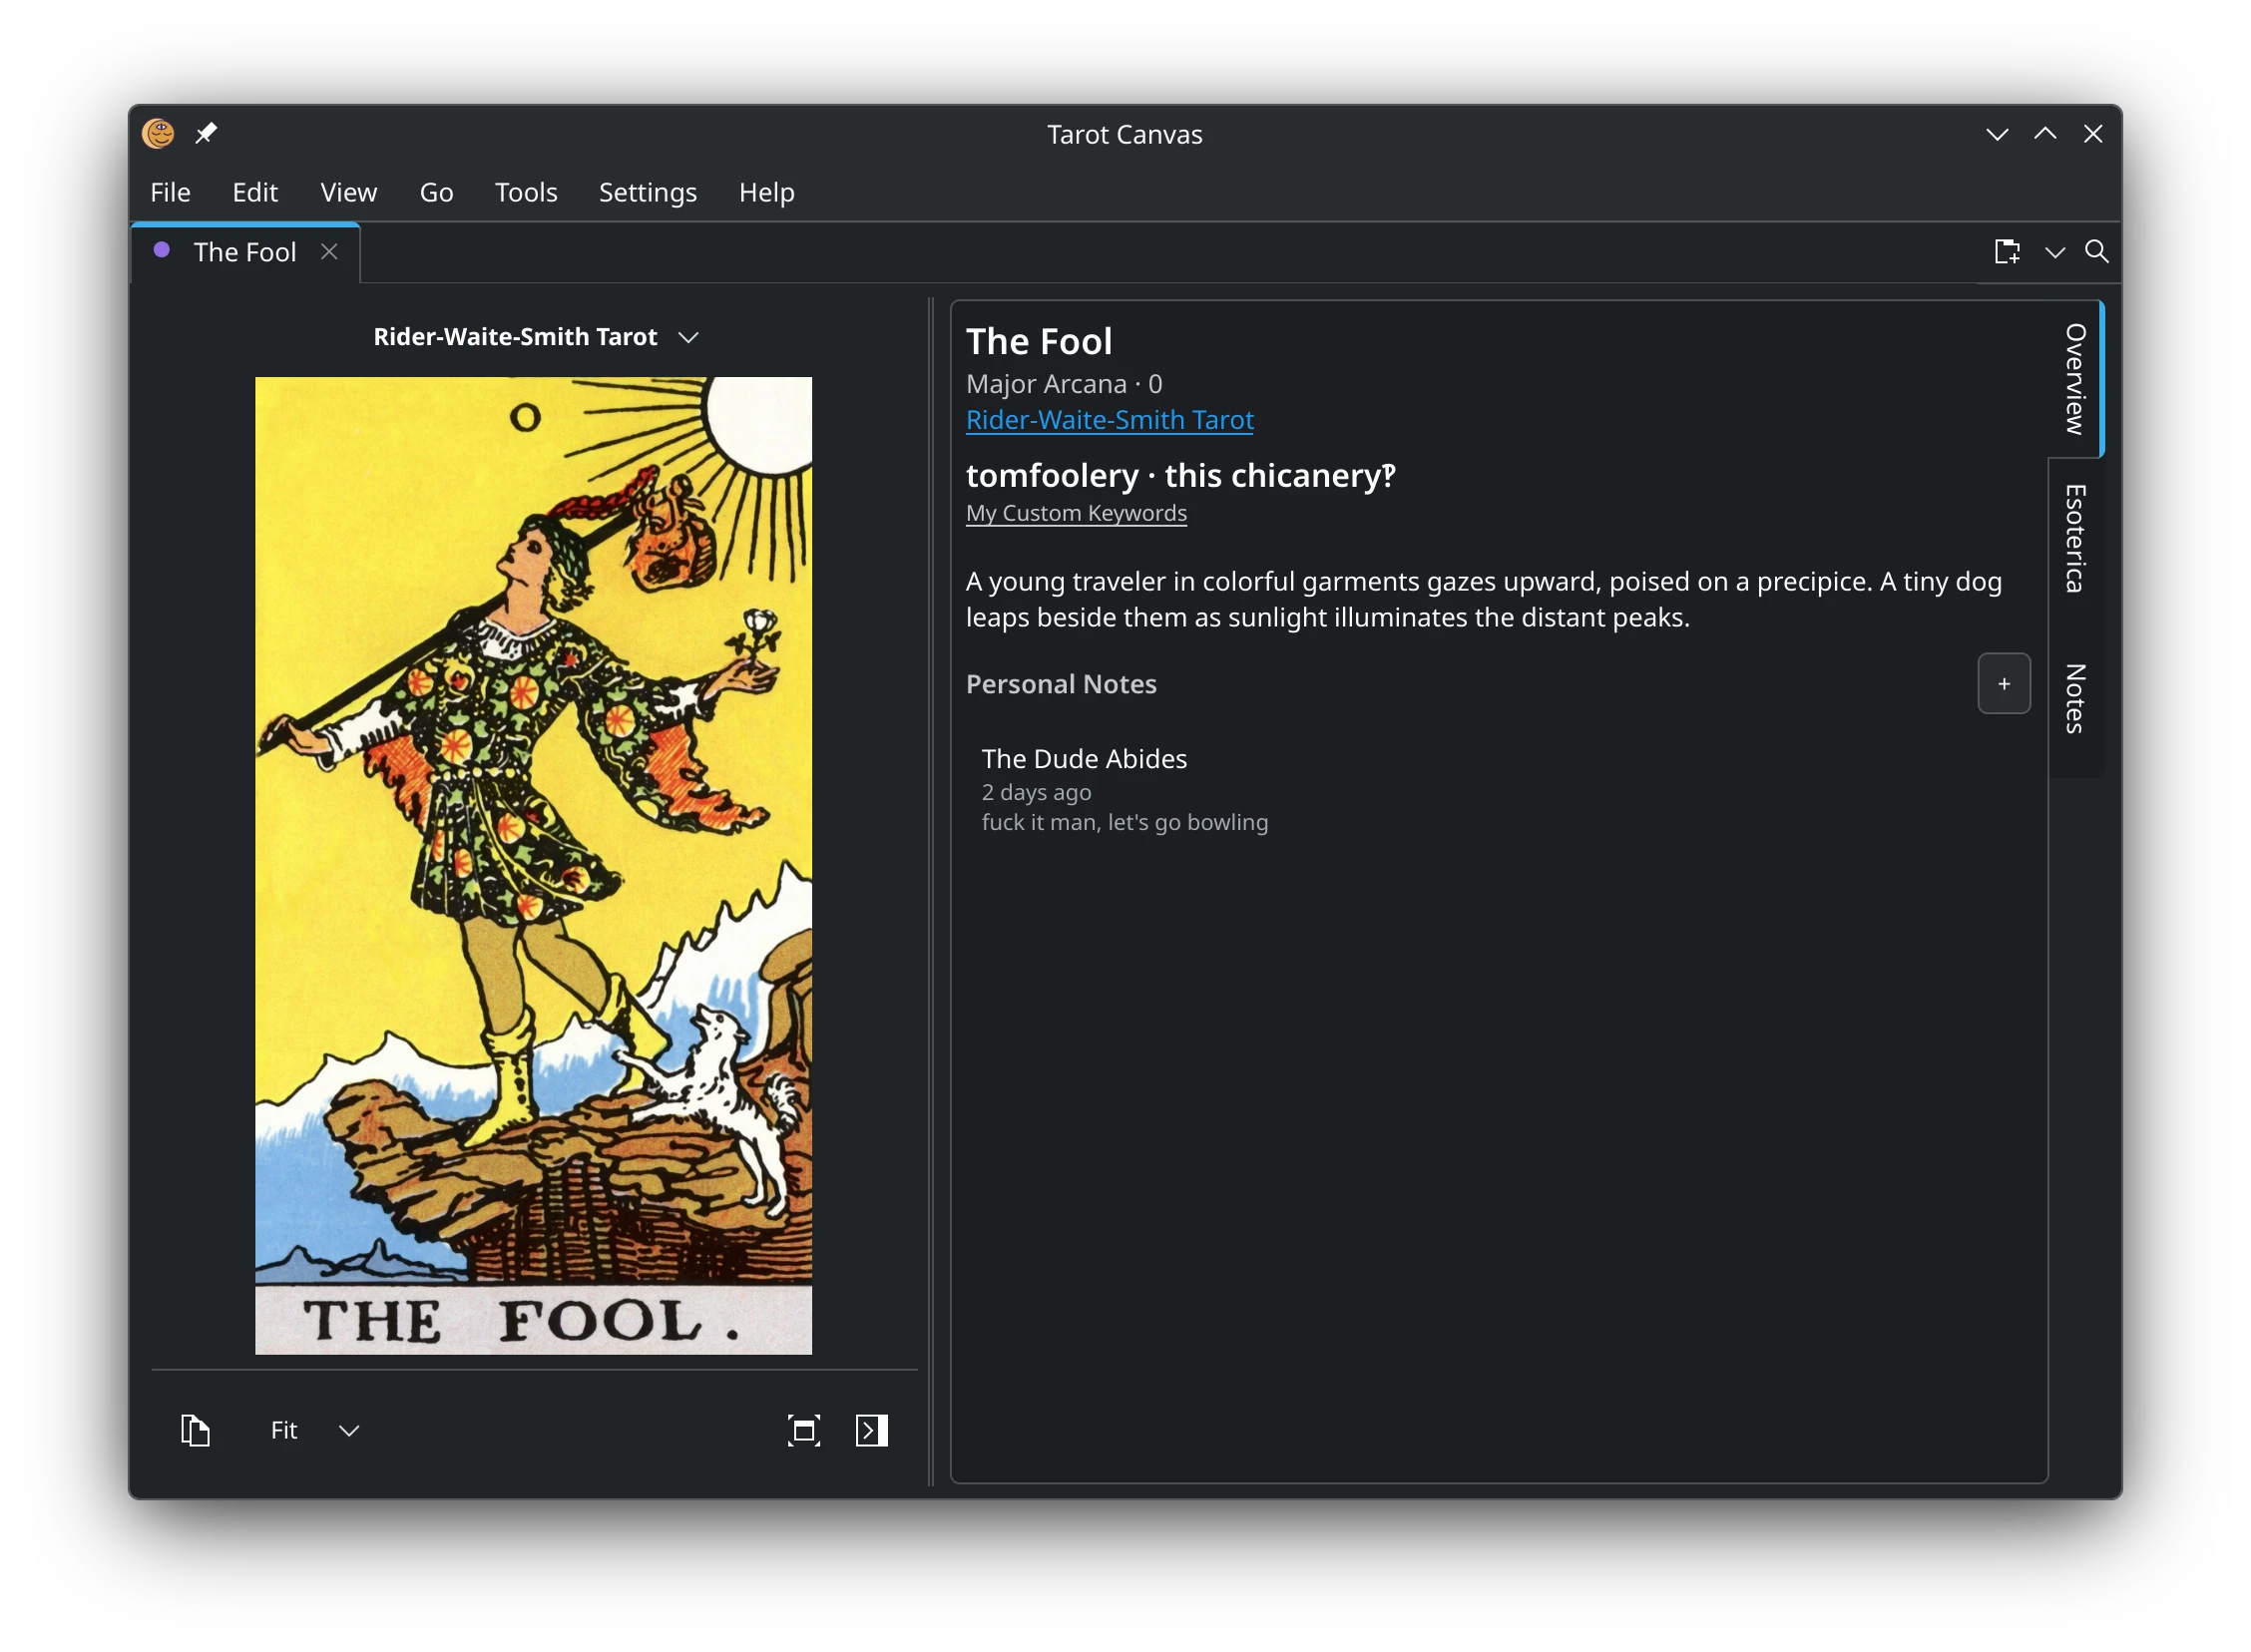 Tarot Canvas
File Edit View Go Tools Settings Help
The Fool
Rider-Waite-Smith Tarot
0
THE FOOL.
Fit
The Fool
Major Arcana · 0
Rider-Waite-Smith Tarot
tomfoolery · this chicanery‽
My Custom Keywords
A young traveler in colorful garments gazes upward, poised on a precipice. A tiny dog
leaps beside them as sunlight illuminates the distant peaks.
Personal Notes
+
The Dude Abides
2 days ago
fuck it man, let's go bowling
Overview
Esoterica
Notes